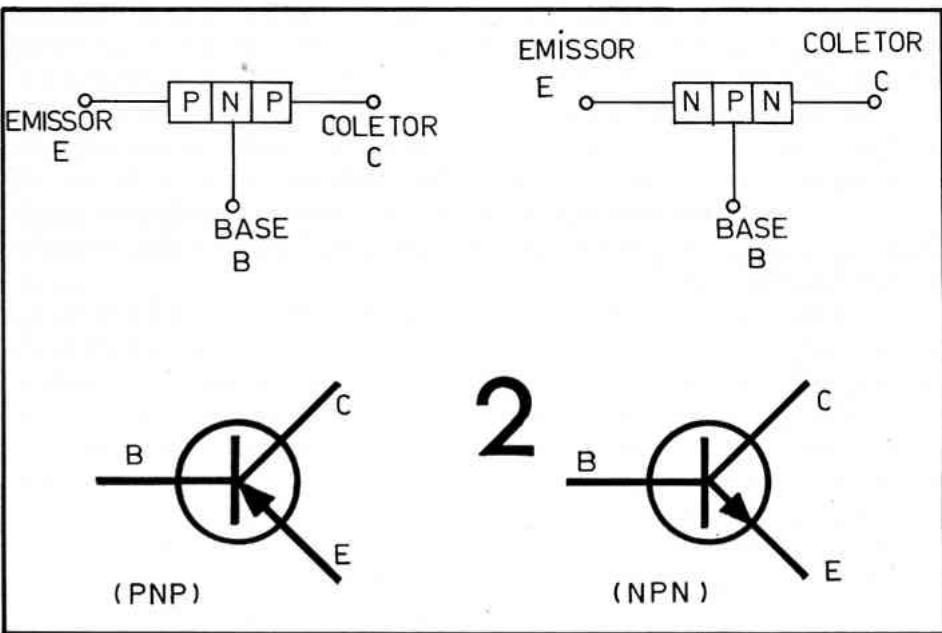 EMISSOR
E
P N P
COLETOR
C
BASE
B
EMISSOR
E
N P N
COLETOR
C
BASE
B
2
B
C
E
(PNP)
B
C
E
(NPN)